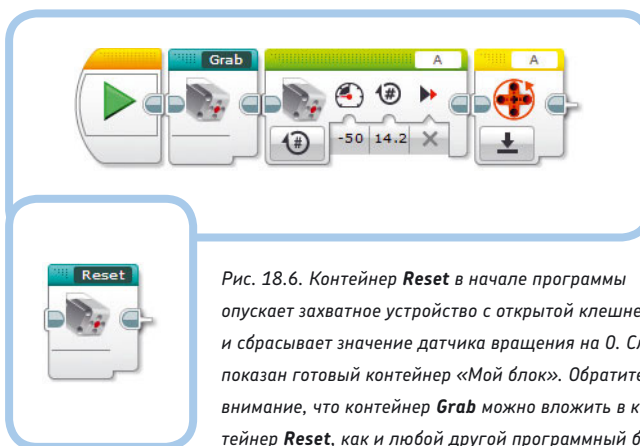 Grab A A
# #
-50 14.2
Reset
Рис. 18.6. Контейнер Reset в начале программы
опускает захватное устройство с открытой клешне
и сбрасывает значение датчика вращения на 0. Сл
показан готовый контейнер «Мой блок». Обратите
внимание, что контейнер Grab можно вложить в к
тейнер Reset, как и любой другой программный б